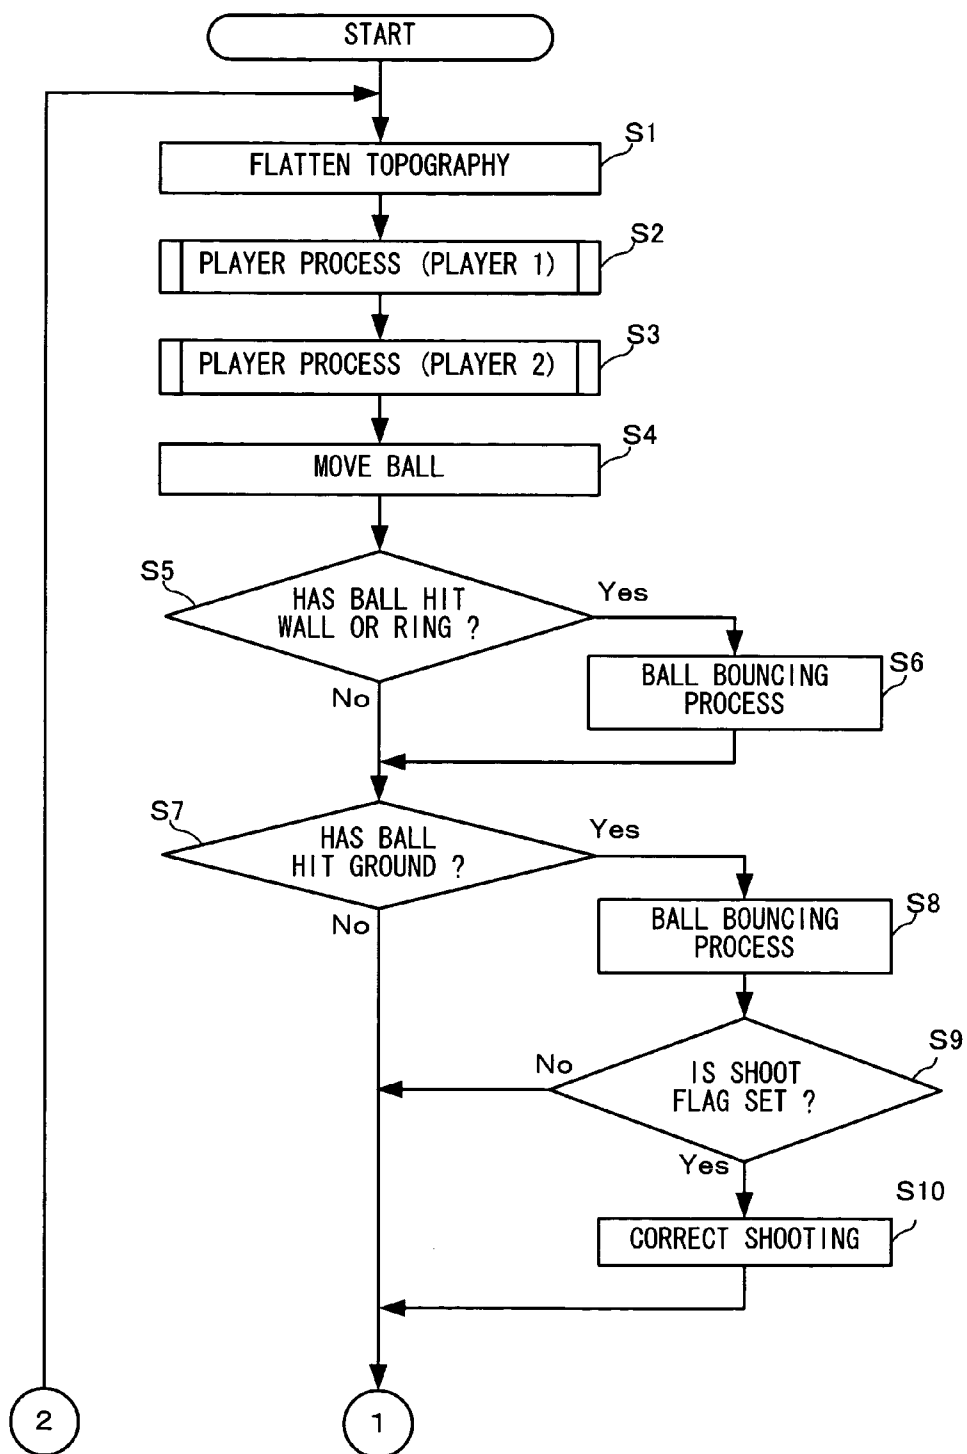 START
S1
FLATTEN TOPOGRAPHY
S2
PLAYER PROCESS (PLAYER 1)
S3
PLAYER PROCESS (PLAYER 2)
S4
MOVE BALL
S5
HAS BALL HIT
WALL OR RING ?
Yes
No
S6
BALL BOUNCING
PROCESS
S7
HAS BALL
HIT GROUND ?
Yes
No
S8
BALL BOUNCING
PROCESS
S9
IS SHOOT
FLAG SET ?
No
Yes
S10
CORRECT SHOOTING
2
1